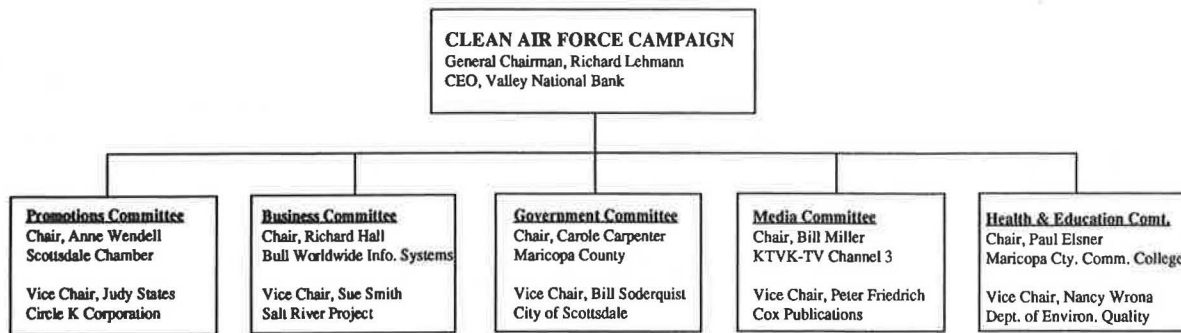 CLEAN AIR FORCE CAMPAIGN
General Chairman, Richard Lehmann
CEO, Valley National Bank
Promotions Committee
Chair, Anne Wendell
Scottsdale Chamber
Vice Chair, Judy States
Circle K Corporation
Business Committee
Chair, Richard Hall
Bull Worldwide Info. Systems
Vice Chair, Sue Smith
Salt River Project
Government Committee
Chair, Carole Carpenter
Maricopa County
Vice Chair, Bill Soderquist
City of Scottsdale
Media Committee
Chair, Bill Miller
KTVK-TV Channel 3
Vice Chair, Peter Friedrich
Cox Publications
Health & Education Comt.
Chair, Paul Elsner
Maricopa Cty. Comm. College
Vice Chair, Nancy Wrona
Dept. of Environ. Quality